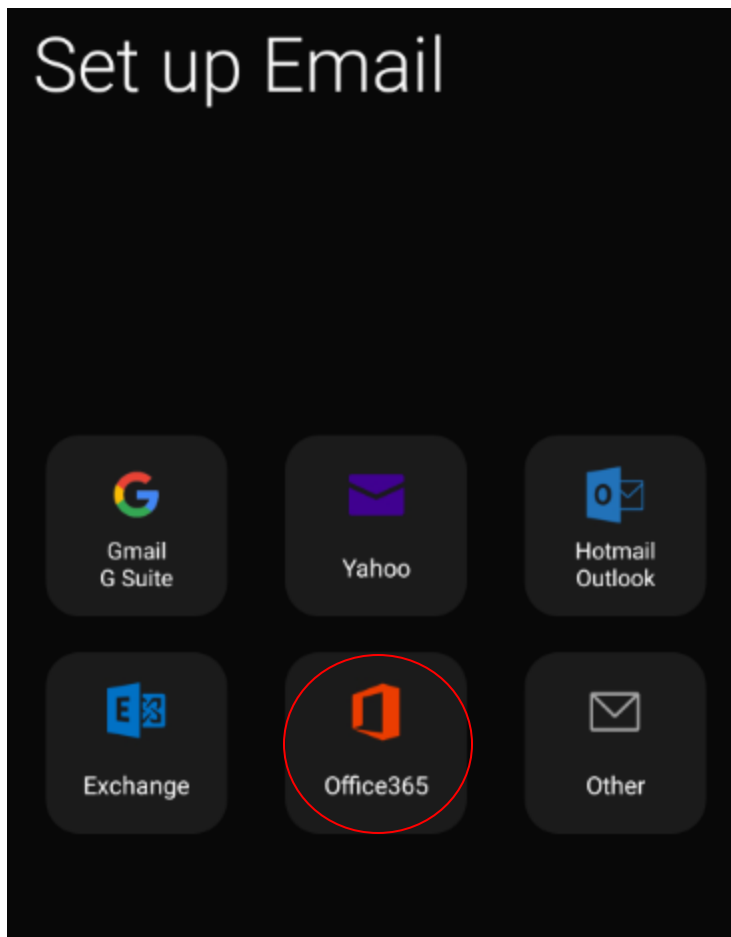 Set up Email
Gmail
G Suite
Yahoo
Hotmail
Outlook
Exchange
Office365
Other